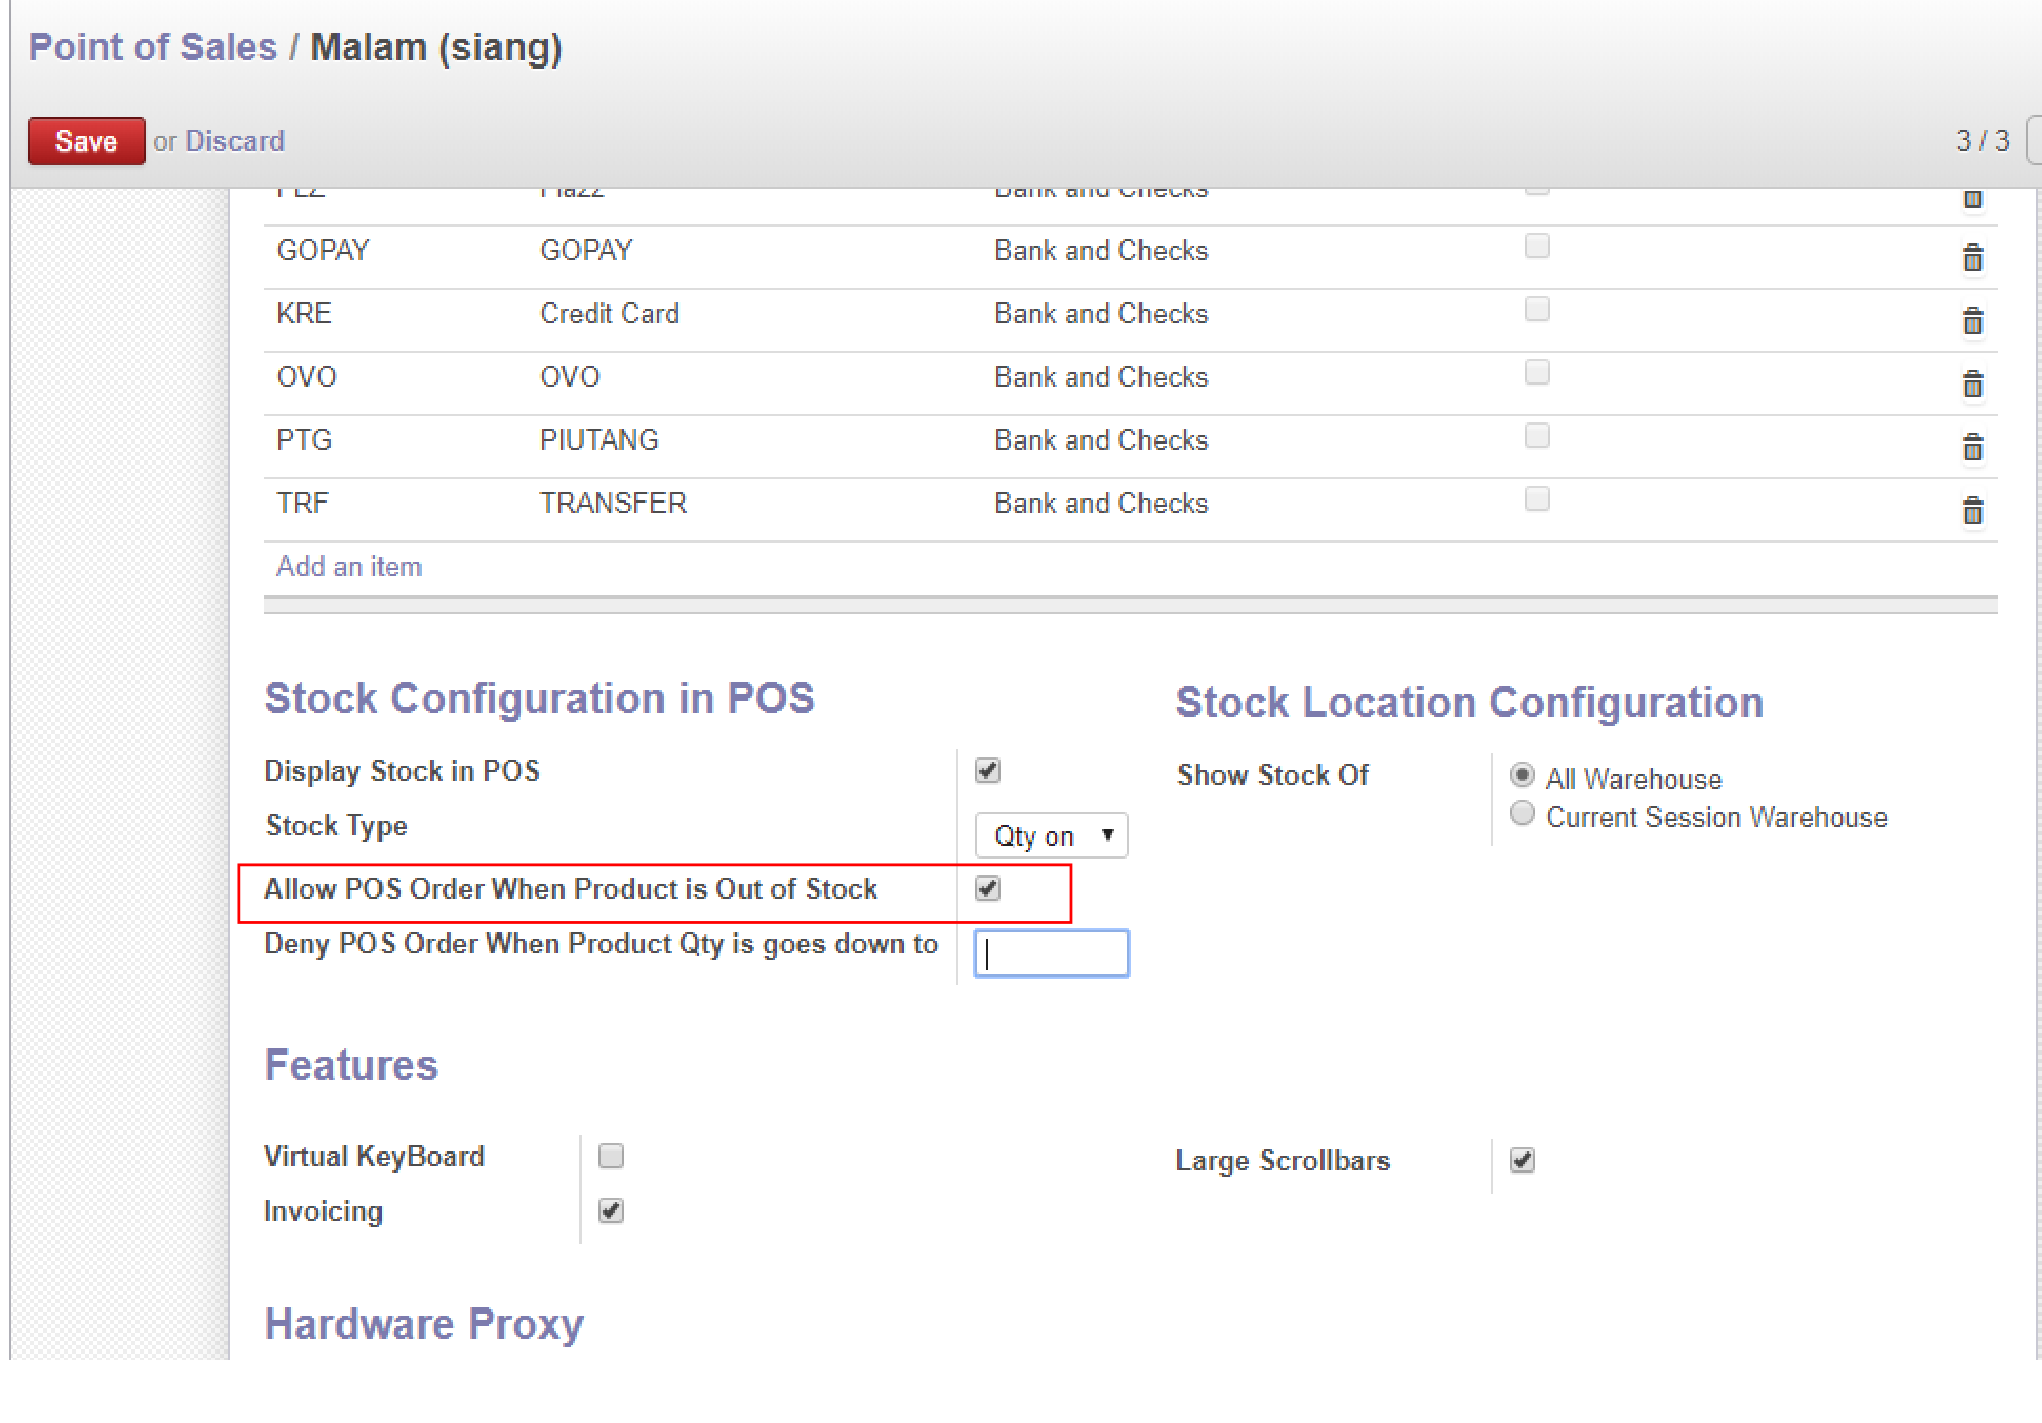 Point of Sales / Malam (siang)
Save or Discard
3 / 3
Bank and Checks
GOPAY GOPAY Bank and Checks
KRE Credit Card Bank and Checks
OVO OVO Bank and Checks
PTG PIUTANG Bank and Checks
TRF TRANSFER Bank and Checks
Add an item
Stock Configuration in POS
Display Stock in POS
Stock Type Qty on
Allow POS Order When Product is Out of Stock
Deny POS Order When Product Qty is goes down to
Stock Location Configuration
Show Stock Of All Warehouse
Current Session Warehouse
Features
Virtual KeyBoard
Invoicing
Large Scrollbars
Hardware Proxy